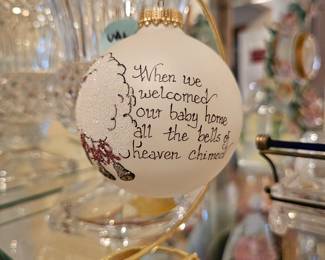 When we
welcomed
our baby home
all the bells of
heaven chimed